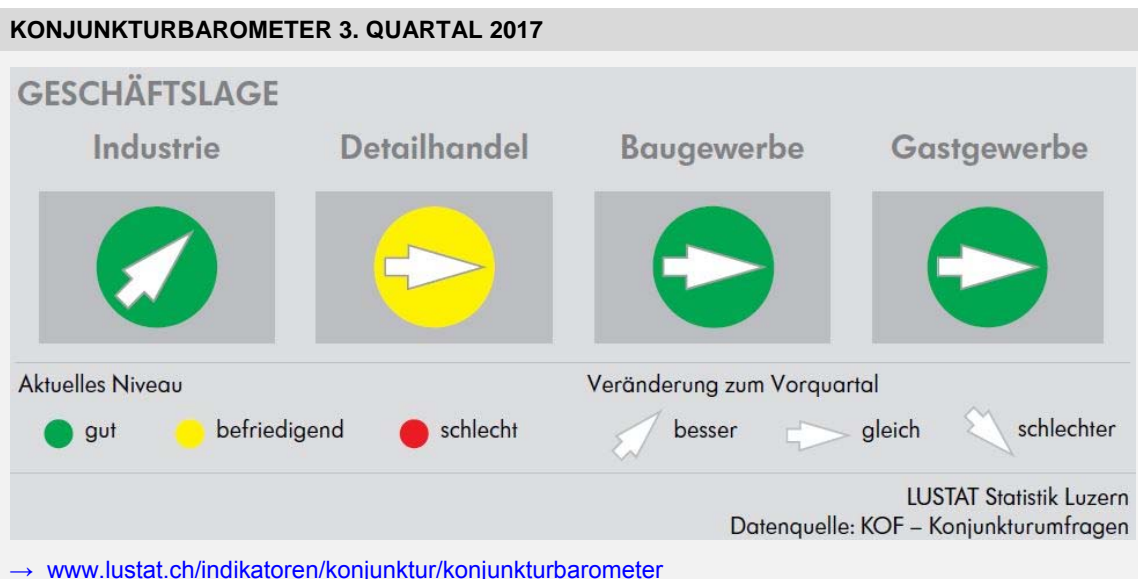 KONJUNKTURBAROMETER 3. QUARTAL 2017
GESCHÄFTSLAGE
Industrie Detailhandel Baugewerbe Gastgewerbe
Aktuelles Niveau Veränderung zum Vorquartal
gut befriedigend schlecht besser gleich schlechter
LUSTAT Statistik Luzern
Datenquelle: KOF – Konjunkturumfragen
→ www.lustat.ch/indikatoren/konjunktur/konjunkturbarometer